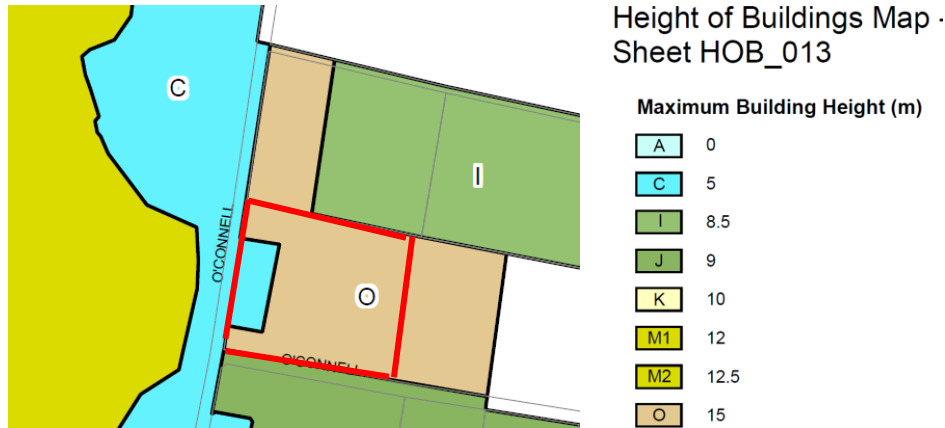 Height of Buildings Map -
Sheet HOB_013
Maximum Building Height (m)
A 0
C 5
I 8.5
J 9
K 10
M1 12
M2 12.5
O 15
C
I
O'CONNELL
O
O'CONNELL